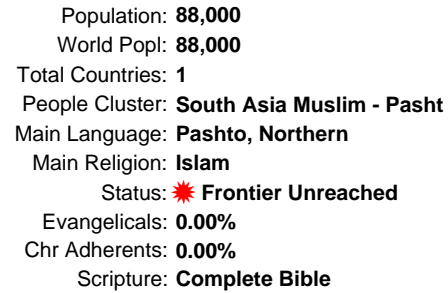 Population: 88,000
World Popl: 88,000
Total Countries: 1
People Cluster: South Asia Muslim - Pasht
Main Language: Pashto, Northern
Main Religion: Islam
Status: Frontier Unreached
Evangelicals: 0.00%
Chr Adherents: 0.00%
Scripture: Complete Bible